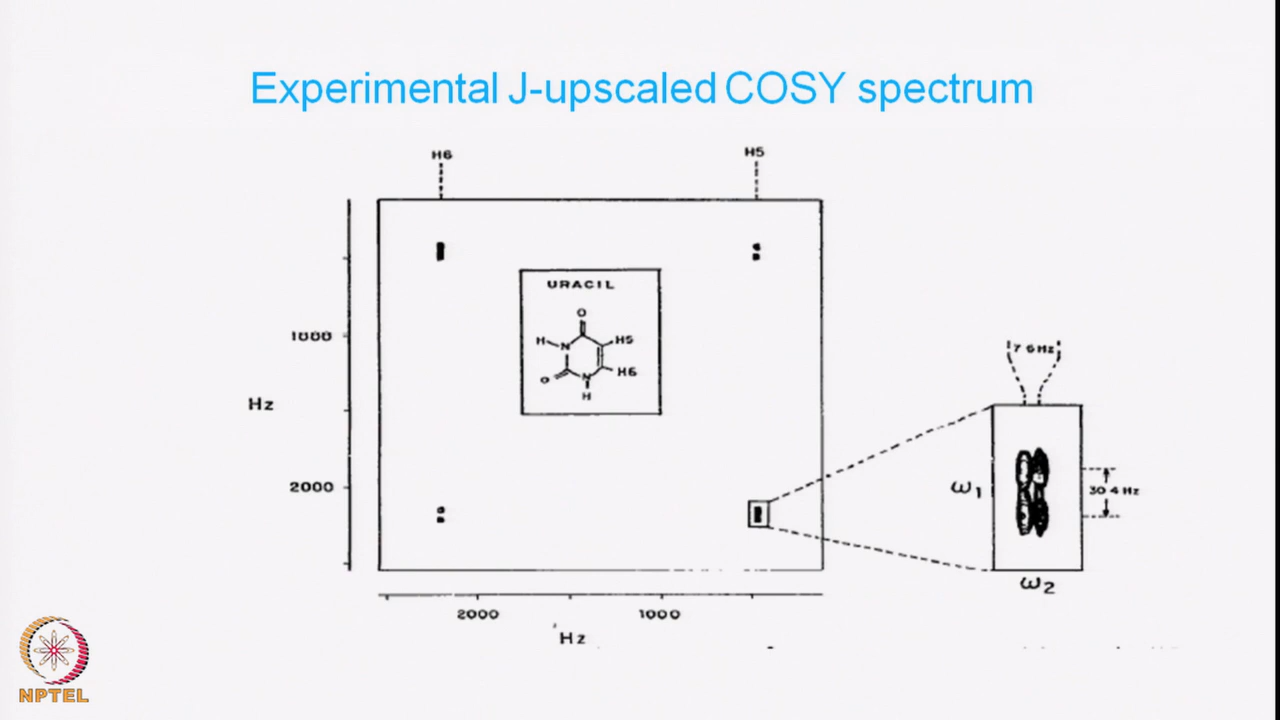 Experimental J-upscaled COSY spectrum
H6
H5
URACIL
O
H
N
H5
H6
O
N
H
1000
Hz
2000
7 6 Hz
ω1
30 4 Hz
ω2
2000
1000
Hz
NPTEL